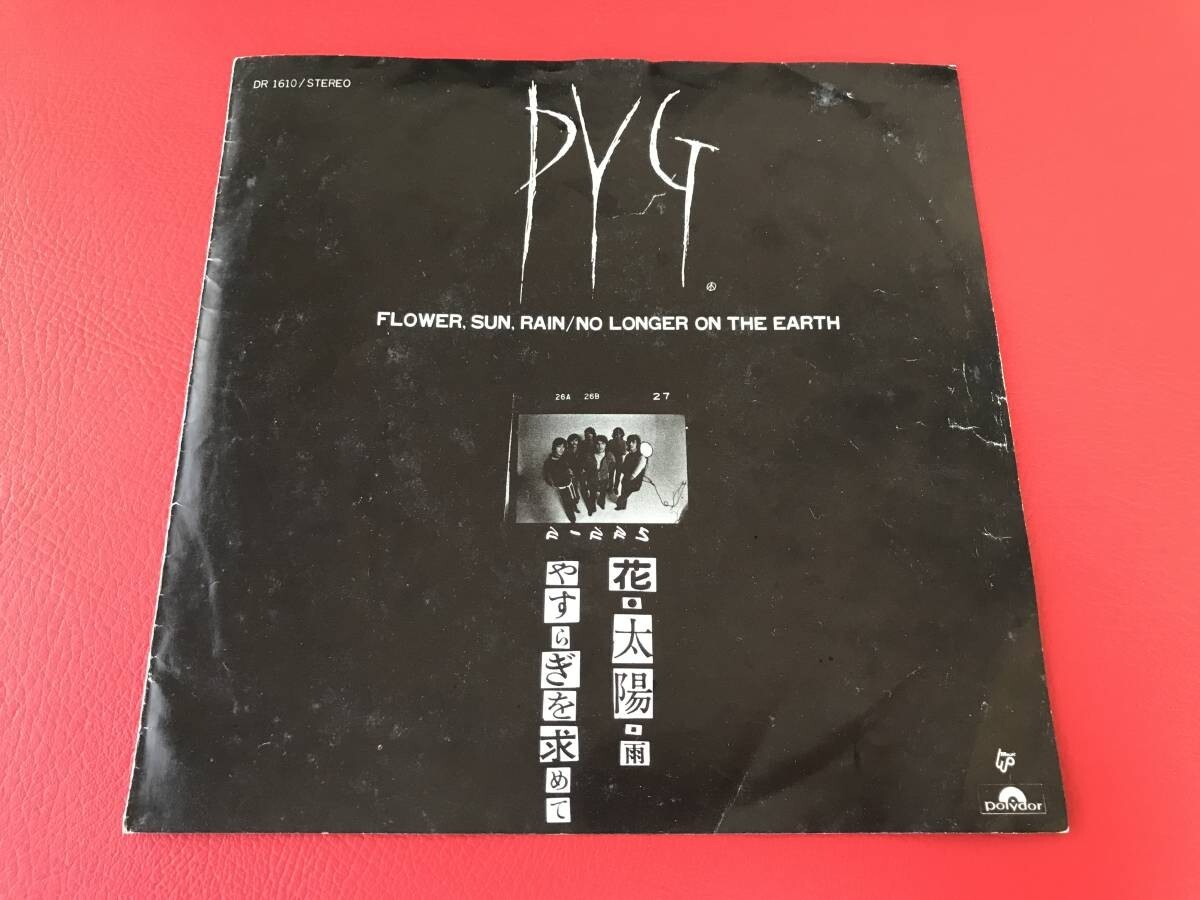 DR 1610/STEREO
PYG
FLOWER, SUN, RAIN/NO LONGER ON THE EARTH
26A 26B 27
花・太陽・雨
やすらぎを求めて
polydor